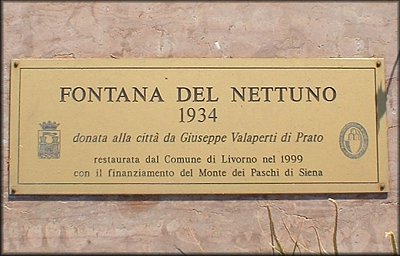 FONTANA DEL NETTUNO
1934
donata alla città da Giuseppe Valaperti di Prato
restaurata dal Comune di Livorno nel 1999
con il finanziamento del Monte dei Paschi di Siena